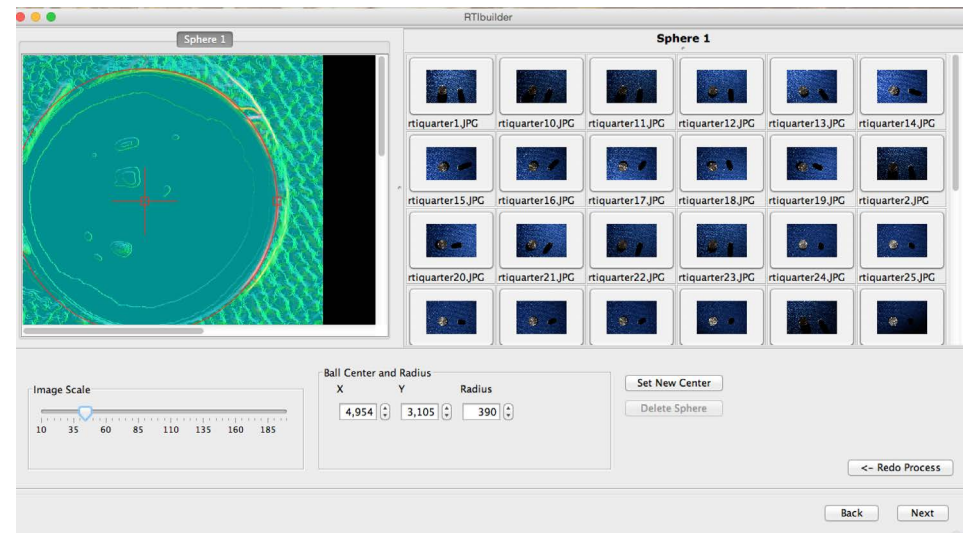 RTIbuilder
Sphere 1
Sphere 1
rtiquarter1.JPG rtiquarter10.JPG rtiquarter11.JPG rtiquarter12.JPG rtiquarter13.JPG rtiquarter14.JPG
rtiquarter15.JPG rtiquarter16.JPG rtiquarter17.JPG rtiquarter18.JPG rtiquarter19.JPG rtiquarter2.JPG
rtiquarter20.JPG rtiquarter21.JPG rtiquarter22.JPG rtiquarter23.JPG rtiquarter24.JPG rtiquarter25.JPG
Image Scale
10 35 60 85 110 135 160 185
Ball Center and Radius
X Y Radius
4,954 3,105 390
Set New Center
Delete Sphere
<- Redo Process
Back Next